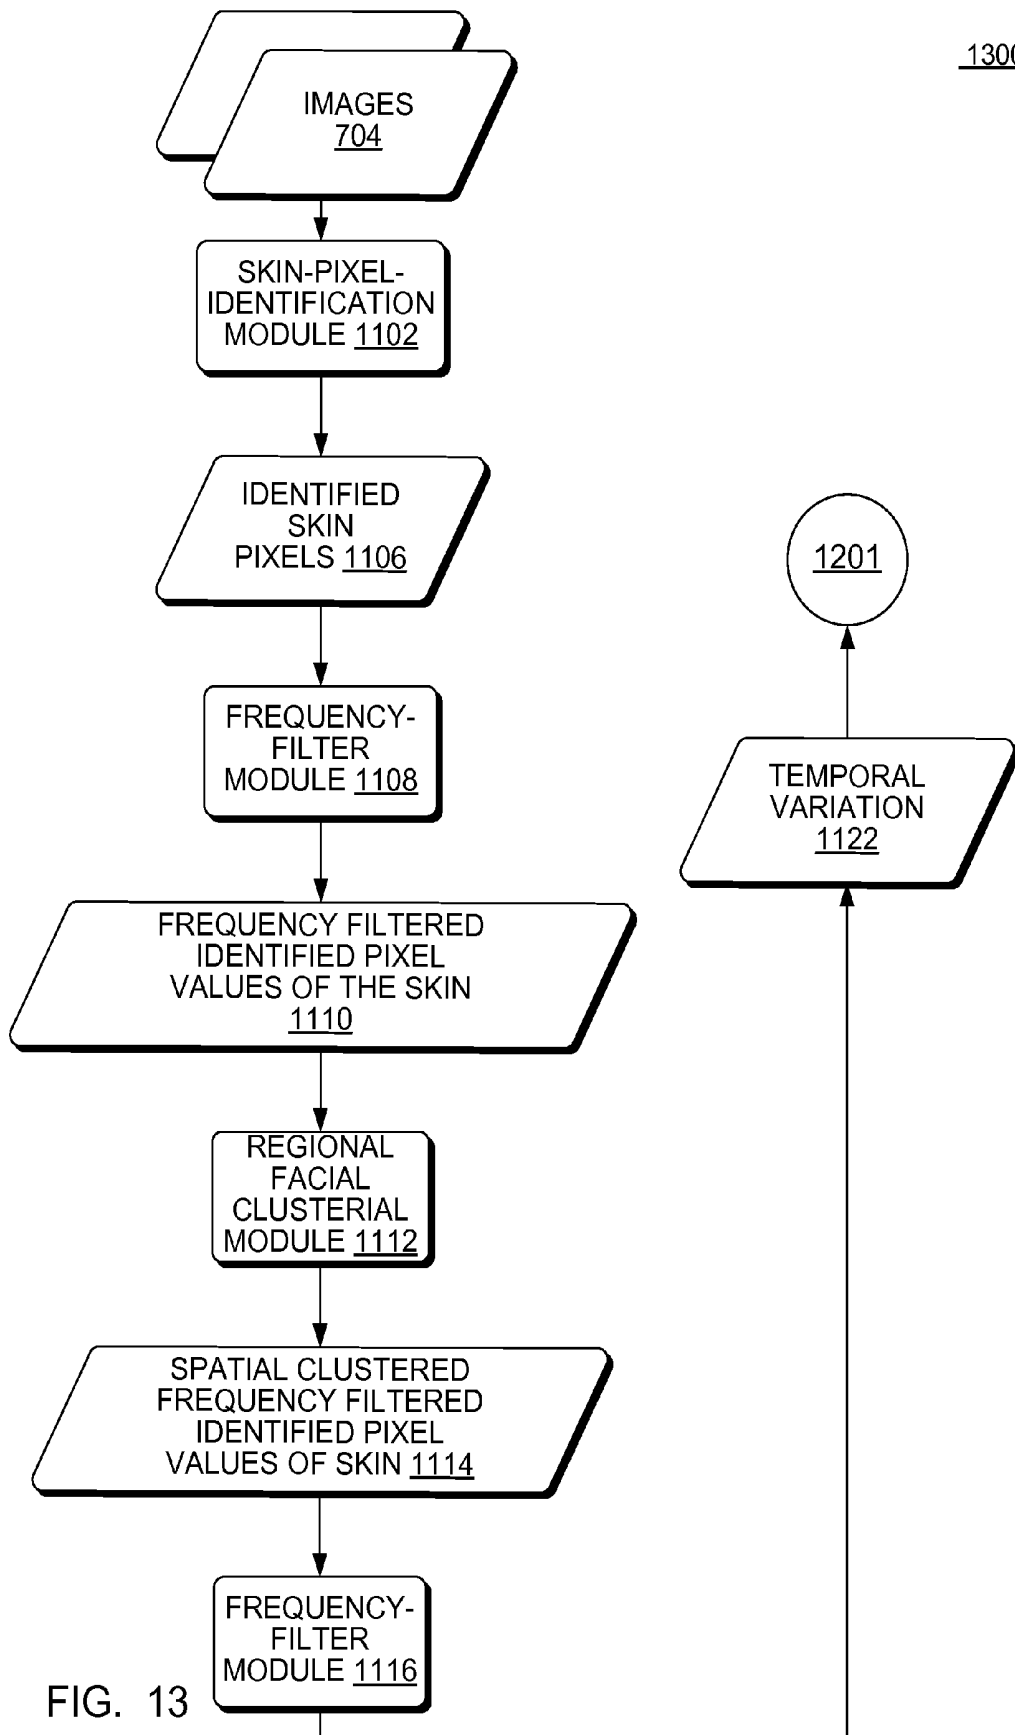 1300
IMAGES
704
SKIN-PIXEL-
IDENTIFICATION
MODULE 1102
IDENTIFIED
SKIN
PIXELS 1106
FREQUENCY-
FILTER
MODULE 1108
FREQUENCY FILTERED
IDENTIFIED PIXEL
VALUES OF THE SKIN
1110
REGIONAL
FACIAL
CLUSTERIAL
MODULE 1112
SPATIAL CLUSTERED
FREQUENCY FILTERED
IDENTIFIED PIXEL
VALUES OF SKIN 1114
FREQUENCY-
FILTER
MODULE 1116
1201
TEMPORAL
VARIATION
1122
FIG. 13